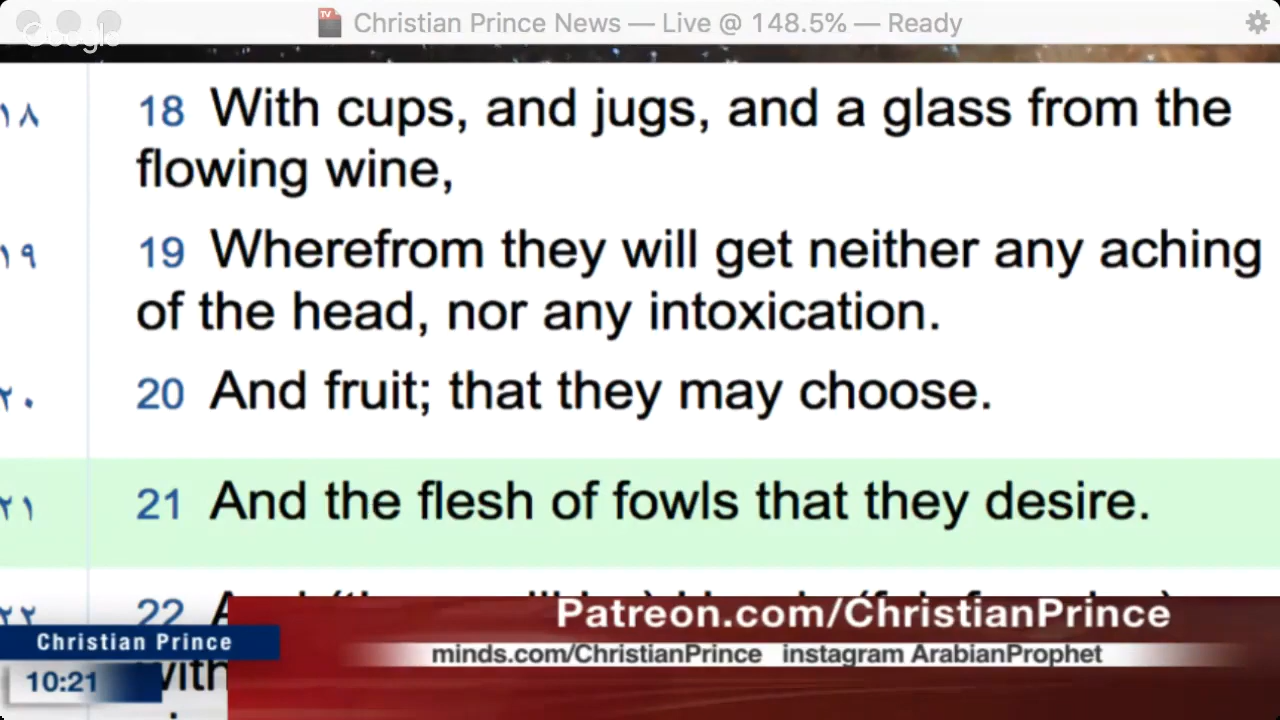 Google
Christian Prince News — Live @ 148.5% — Ready
١٨
18 With cups, and jugs, and a glass from the
flowing wine,
١٩
19 Wherefrom they will get neither any aching
of the head, nor any intoxication.
٢٠
20 And fruit; that they may choose.
٢١
21 And the flesh of fowls that they desire.
٢٢
22
with
Patreon.com/ChristianPrince
Christian Prince
minds.com/ChristianPrince instagram ArabianProphet
10:21